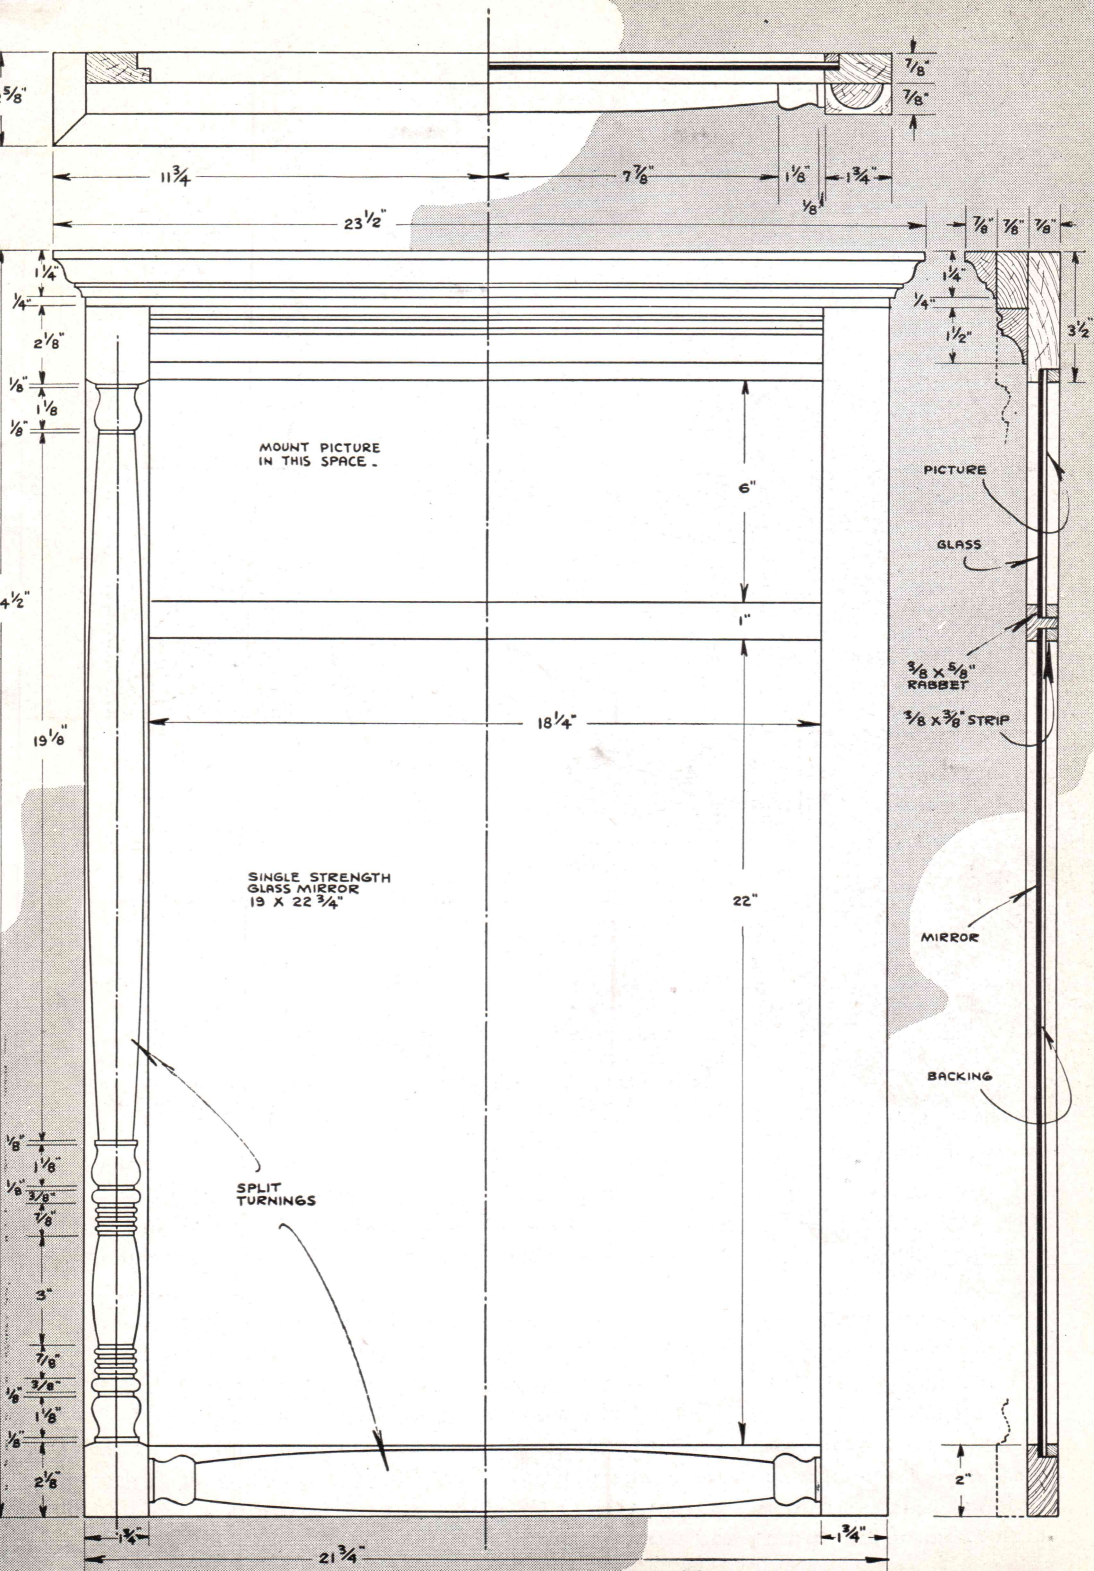 5/8"
7/8"
7/8"
11 3/4
7 7/8"
1 1/8"
1 3/4"
1/8"
23 1/2"
7/8" 7/8" 7/8"
1 1/4"
1/4"
2 1/8"
1/8"
1 1/8
1/8"
1 1/4"
1/4"
1 1/2"
3 1/2"
MOUNT PICTURE
IN THIS SPACE.
6"
PICTURE
GLASS
4 1/2"
1"
3/8 X 5/8"
RABBET
3/8 X 3/8" STRIP
18 1/4"
19 1/8"
SINGLE STRENGTH
GLASS MIRROR
19 X 22 3/4"
22"
MIRROR
BACKING
1/8"
1 1/8"
1/8"
3/8"
7/8"
SPLIT
TURNINGS
3"
7/8"
3/8"
1/8"
1 1/8"
1/8"
2 1/8"
2"
1 3/4"
1 3/4"
21 3/4"